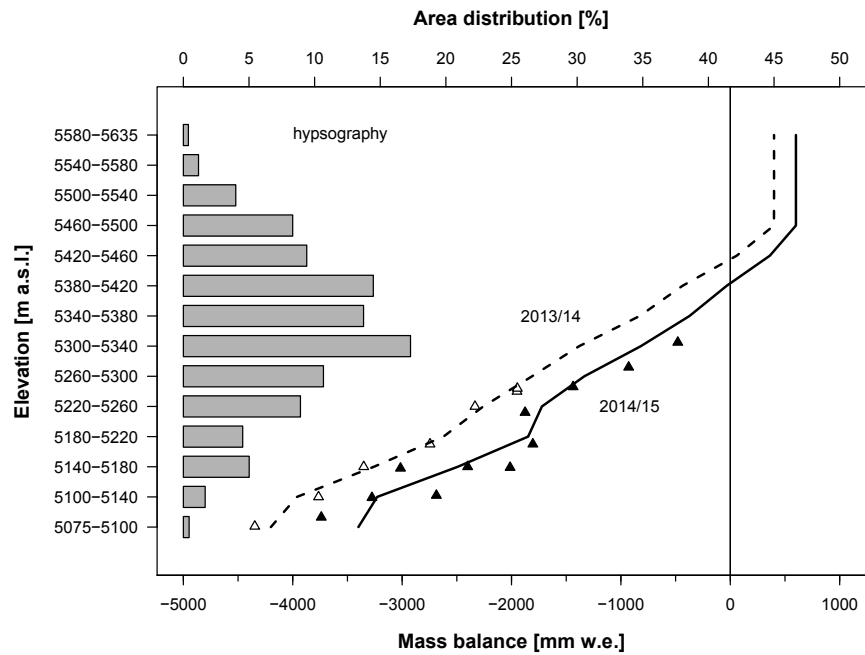 Area distribution [%]
0 5 10 15 20 25 30 35 40 45 50
hypsography
5580−5635
5540−5580
5500−5540
5460−5500
5420−5460
5380−5420
5340−5380
5300−5340
5260−5300
5220−5260
5180−5220
5140−5180
5100−5140
5075−5100
Elevation [m a.s.l.]
2013/14
2014/15
−5000 −4000 −3000 −2000 −1000 0 1000
Mass balance [mm w.e.]